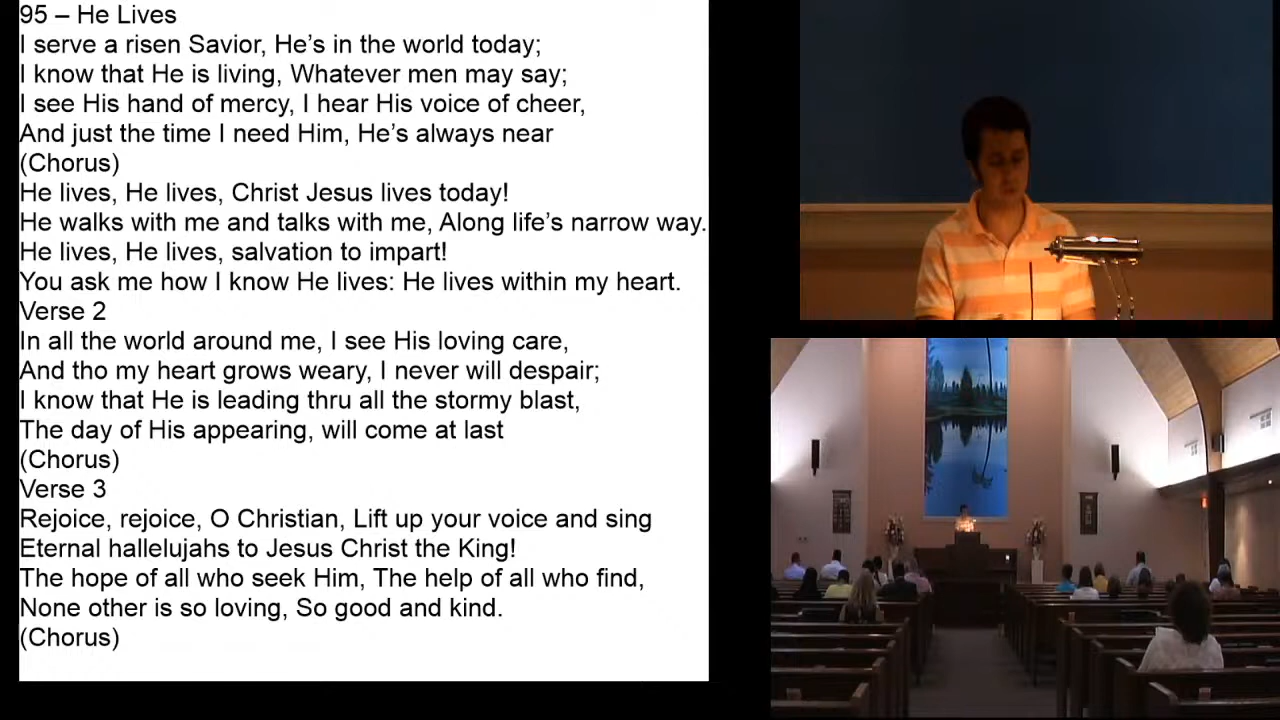 95 – He Lives
I serve a risen Savior, He’s in the world today;
I know that He is living, Whatever men may say;
I see His hand of mercy, I hear His voice of cheer,
And just the time I need Him, He’s always near
(Chorus)
He lives, He lives, Christ Jesus lives today!
He walks with me and talks with me, Along life’s narrow way.
He lives, He lives, salvation to impart!
You ask me how I know He lives: He lives within my heart.
Verse 2
In all the world around me, I see His loving care,
And tho my heart grows weary, I never will despair;
I know that He is leading thru all the stormy blast,
The day of His appearing, will come at last
(Chorus)
Verse 3
Rejoice, rejoice, O Christian, Lift up your voice and sing
Eternal hallelujahs to Jesus Christ the King!
The hope of all who seek Him, The help of all who find,
None other is so loving, So good and kind.
(Chorus)